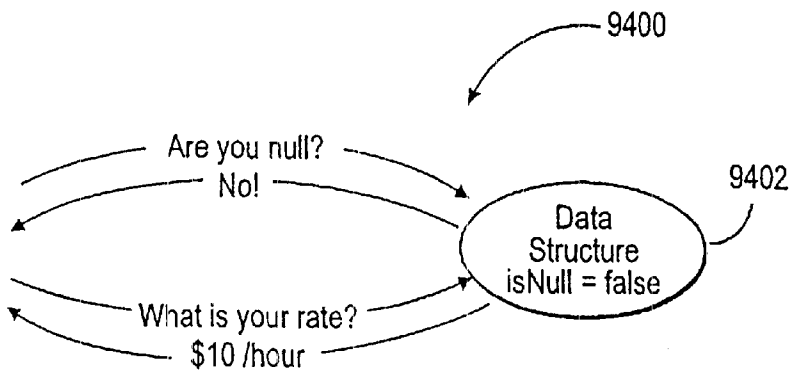 9400
Are you null?
No!
9402
Data
Structure
isNull = false
What is your rate?
$10 /hour